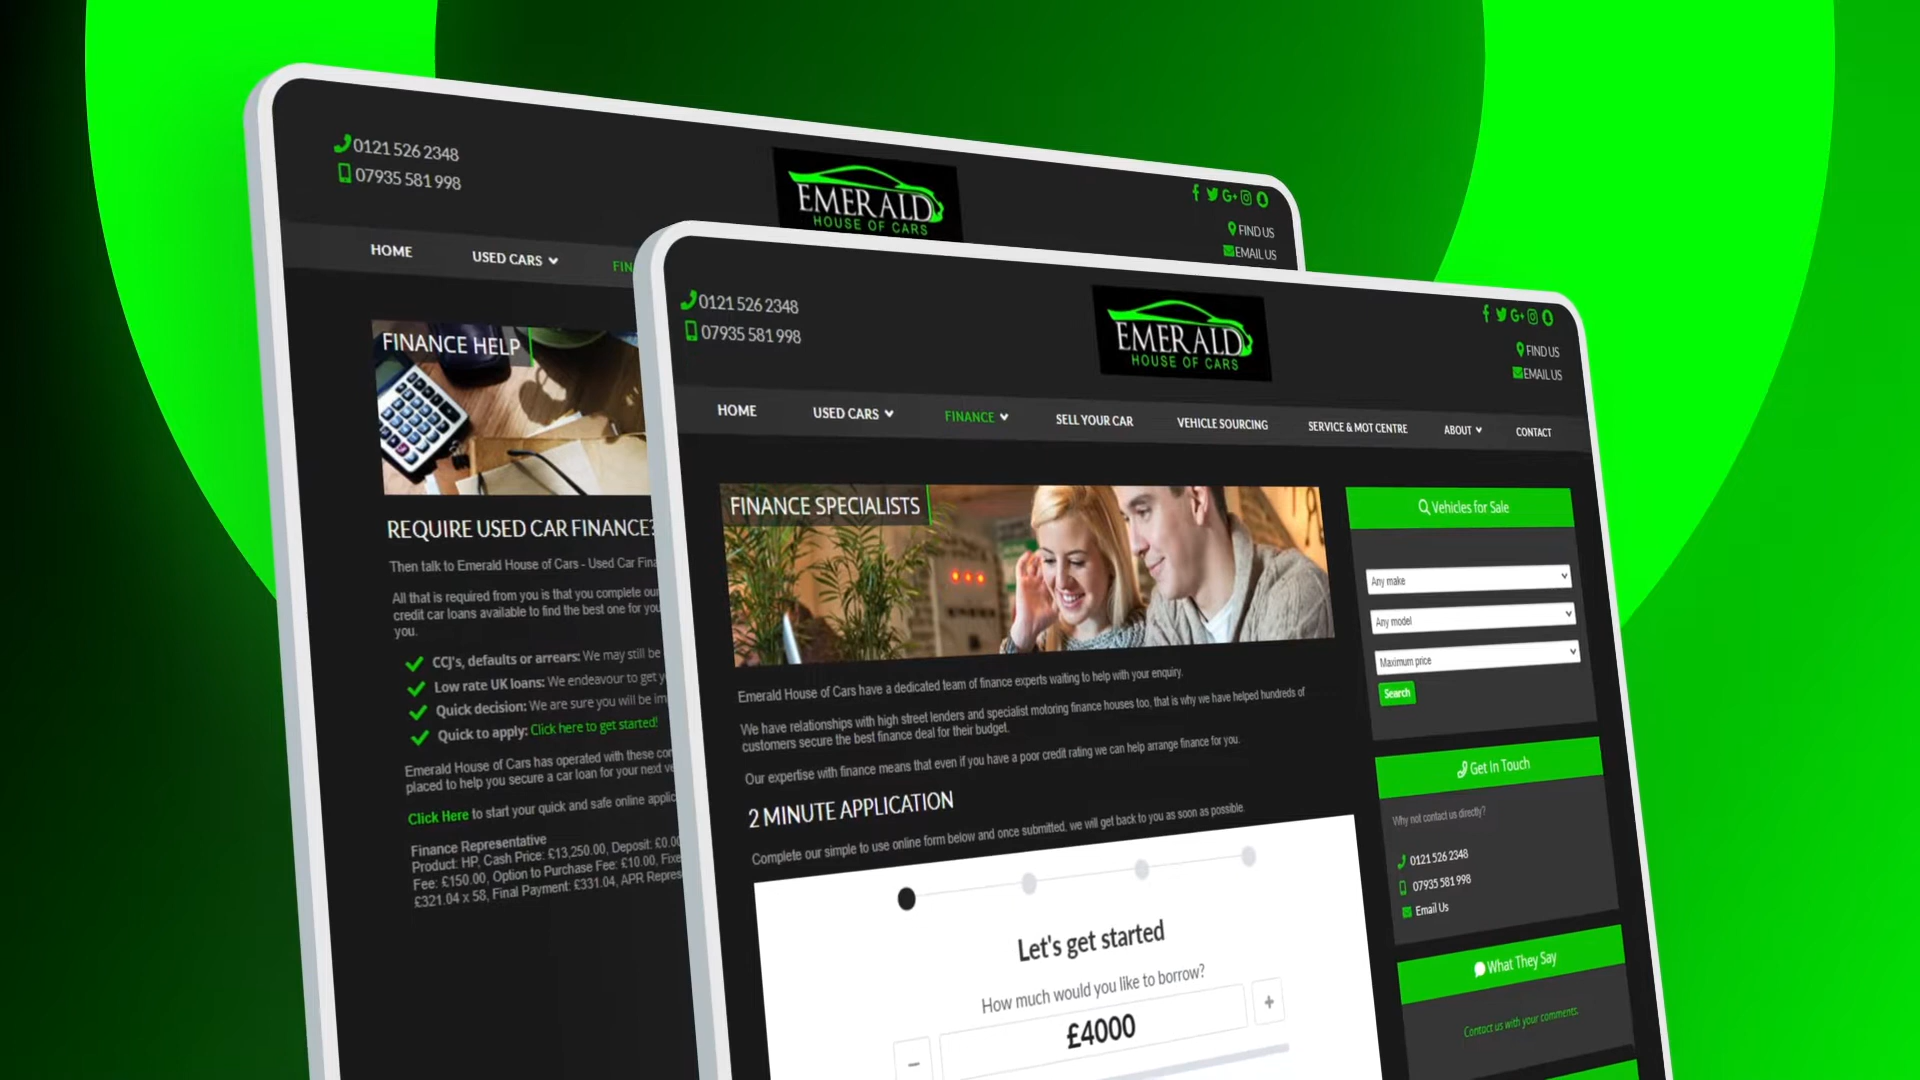 0121 526 2348
07935 581 998
EMERALD
HOUSE OF CARS
FIND US
EMAIL US
HOME
USED CARS
FINANCE HELP
REQUIRE USED CAR FINANCE?
Then talk to Emerald House of Cars - Used Car
All that is required from you is that you complete
credit car loans available to find the best one for
you.
CCJ's, defaults or arrears: We may still be
Low rate UK loans: We endeavour to get
Quick decision: We are sure you will be
Quick to apply: Click here to get started!
Emerald House of Cars has operated with these
placed to help you secure a car loan for your next
Click Here to start your quick and safe online
Finance Representative
Product: HP, Cash Price: £13,250.00, Deposit: £0.00
Fee: £150.00, Option to Purchase Fee: £10.00,
£321.04 x 58, Final Payment: £331.04, APR
0121 526 2348
07935 581 998
EMERALD
HOUSE OF CARS
FIND US
EMAIL US
HOME
USED CARS
FINANCE
SELL YOUR CAR
VEHICLE SOURCING
SERVICE & MOT CENTRE
ABOUT
CONTACT
FINANCE SPECIALISTS
Emerald House of Cars have a dedicated team of finance experts waiting to help with your enquiry.
We have relationships with high street lenders and specialist motoring finance houses too, that is why we have helped hundreds of
customers secure the best finance deal for their budget.
Our expertise with finance means that even if you have a poor credit rating we can help arrange finance for you.
2 MINUTE APPLICATION
Complete our simple to use online form below and once submitted, we will get back to you as soon as possible.
Let's get started
How much would you like to borrow?
− £4000 +
Vehicles for Sale
Any make
Any model
Maximum price
Search
Get In Touch
Why not contact us directly?
0121 526 2348
07935 581 998
Email Us
What They Say
Contact us with your comments.